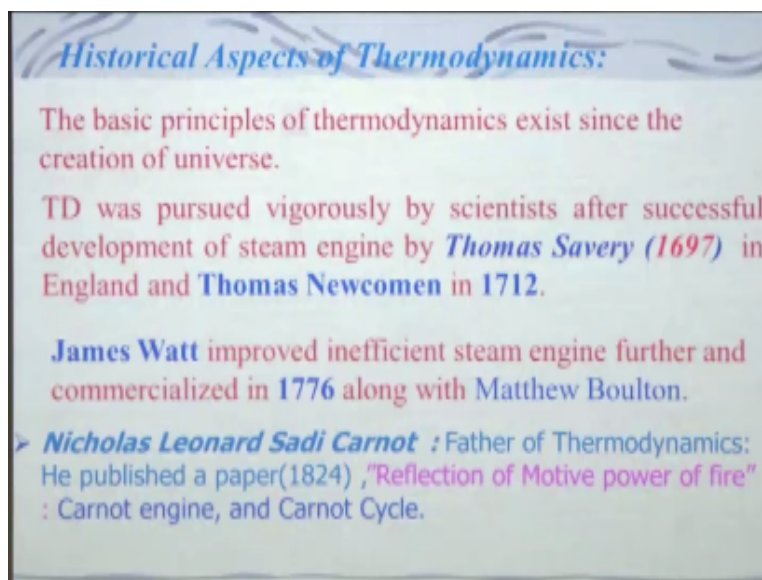 Historical Aspects of Thermodynamics:
The basic principles of thermodynamics exist since the
creation of universe.
TD was pursued vigorously by scientists after successful
development of steam engine by Thomas Savery (1697) in
England and Thomas Newcomen in 1712.
James Watt improved inefficient steam engine further and
commercialized in 1776 along with Matthew Boulton.
➤ Nicholas Leonard Sadi Carnot : Father of Thermodynamics:
He published a paper(1824) ,"Reflection of Motive power of fire"
: Carnot engine, and Carnot Cycle.